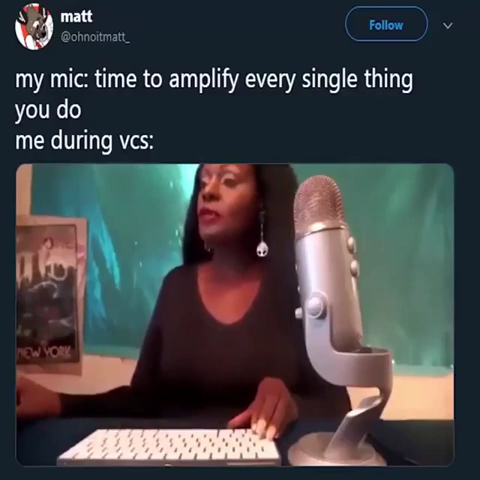 matt
@ohnoitmatt_
Follow
my mic: time to amplify every single thing
you do
me during vcs:
NEW YORK